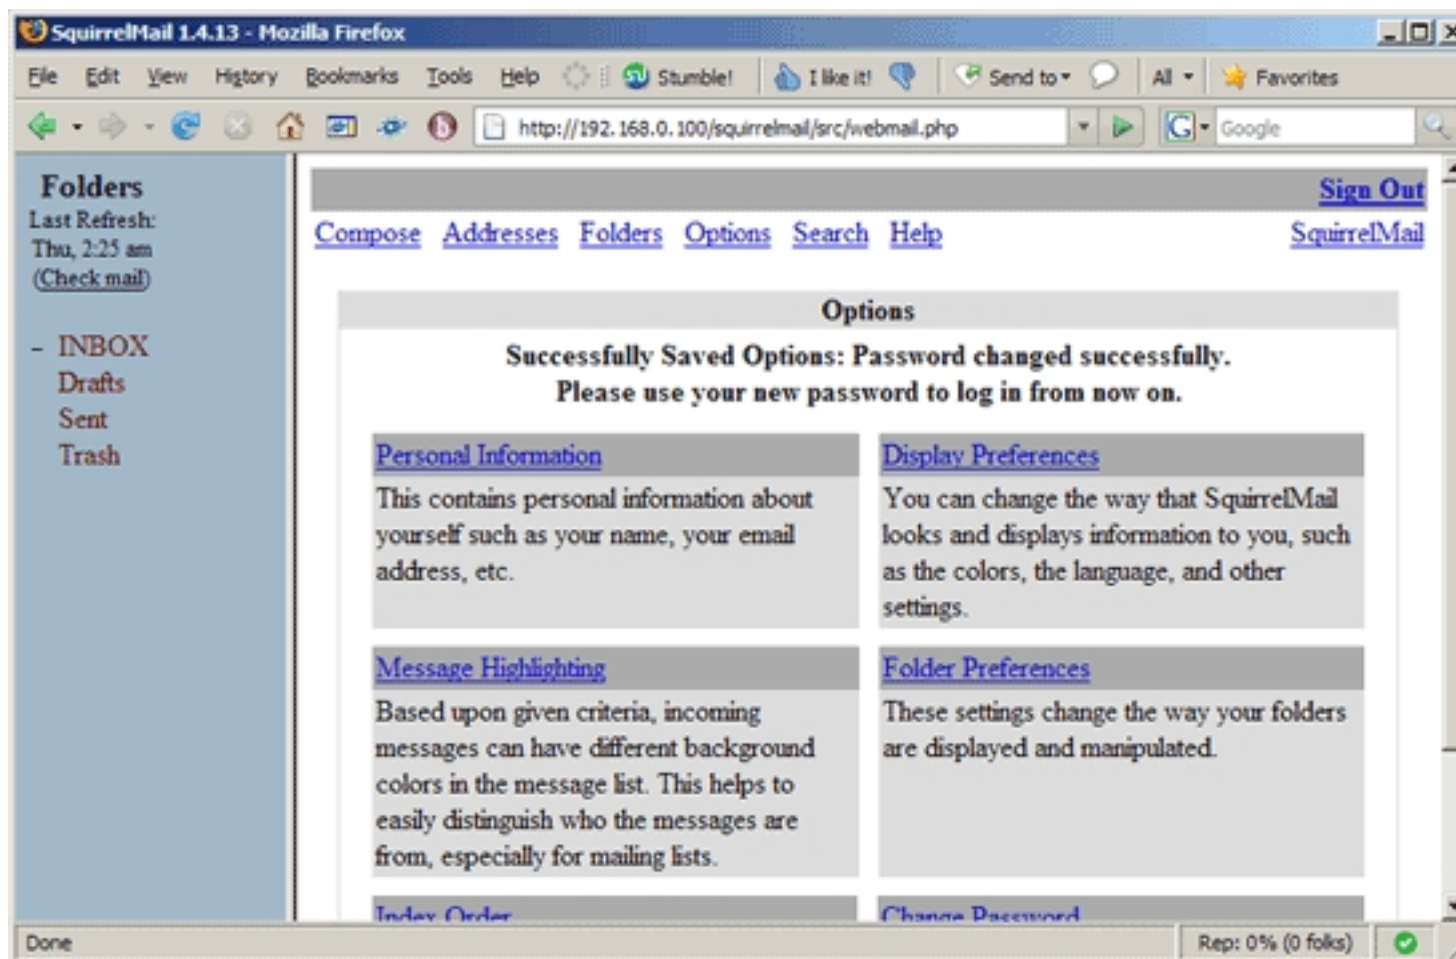 SquirrelMail 1.4.13 - Mozilla Firefox
File Edit View History Bookmarks Tools Help Stumble! I like it! Send to All Favorites
http://192.168.0.100/squirrelmail/src/webmail.php G Google
Folders
Last Refresh:
Thu, 2:25 am
(Check mail)
– INBOX
Drafts
Sent
Trash
Sign Out
Compose Addresses Folders Options Search Help SquirrelMail
Options
Successfully Saved Options: Password changed successfully.
Please use your new password to log in from now on.
Personal Information
This contains personal information about
yourself such as your name, your email
address, etc.
Display Preferences
You can change the way that SquirrelMail
looks and displays information to you, such
as the colors, the language, and other
settings.
Message Highlighting
Based upon given criteria, incoming
messages can have different background
colors in the message list. This helps to
easily distinguish who the messages are
from, especially for mailing lists.
Folder Preferences
These settings change the way your folders
are displayed and manipulated.
Index Order
Change Password
Done Rep: 0% (0 folks)